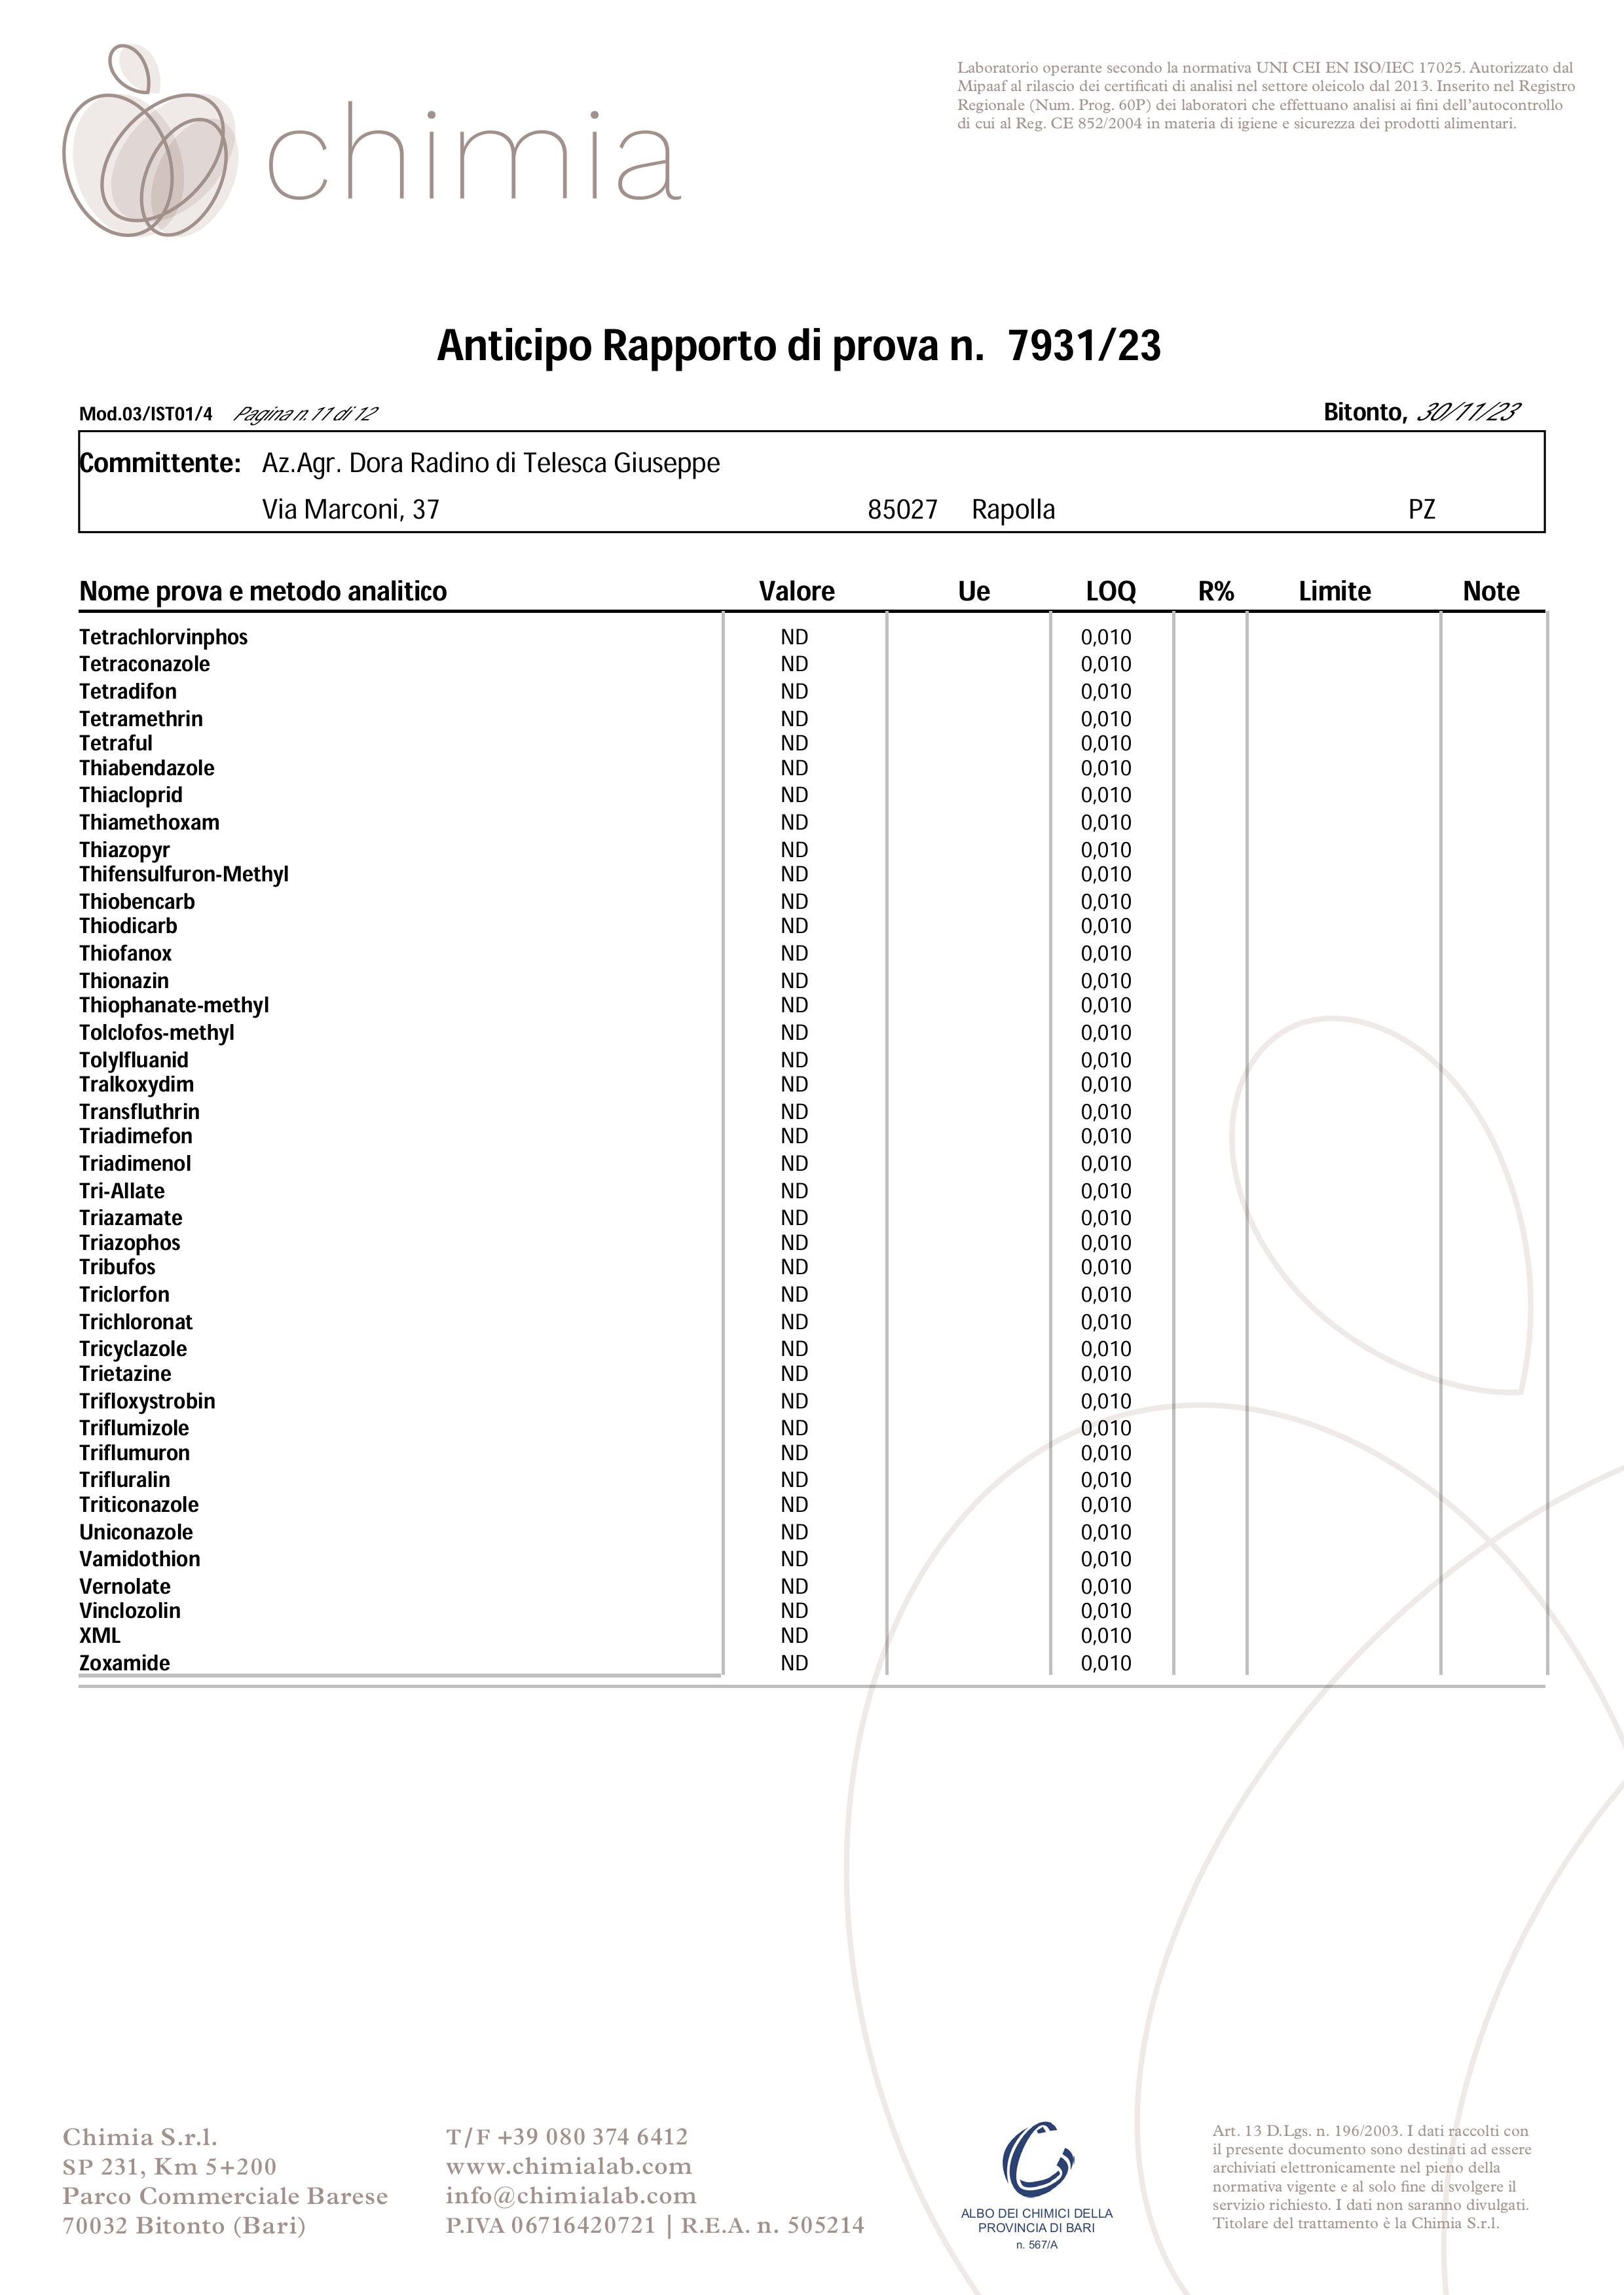 chimia
Laboratorio operante secondo la normativa UNI CEI EN ISO/IEC 17025. Autorizzato dal
Mipaaf al rilascio dei certificati di analisi nel settore oleicolo dal 2013. Inserito nel Registro
Regionale (Num. Prog. 60P) dei laboratori che effettuano analisi ai fini dell'autocontrollo
di cui al Reg. CE 852/2004 in materia di igiene e sicurezza dei prodotti alimentari.
Anticipo Rapporto di prova n. 7931/23
Mod.03/IST01/4 Pagina n. 11 di 12 Bitonto, 30/11/23
Committente: Az.Agr. Dora Radino di Telesca Giuseppe
Via Marconi, 37 85027 Rapolla PZ
Nome prova e metodo analitico Valore Ue LOQ R% Limite Note
Tetrachlorvinphos ND 0,010
Tetraconazole ND 0,010
Tetradifon ND 0,010
Tetramethrin ND 0,010
Tetraful ND 0,010
Thiabendazole ND 0,010
Thiacloprid ND 0,010
Thiamethoxam ND 0,010
Thiazopyr ND 0,010
Thifensulfuron-Methyl ND 0,010
Thiobencarb ND 0,010
Thiodicarb ND 0,010
Thiofanox ND 0,010
Thionazin ND 0,010
Thiophanate-methyl ND 0,010
Tolclofos-methyl ND 0,010
Tolylfluanid ND 0,010
Tralkoxydim ND 0,010
Transfluthrin ND 0,010
Triadimefon ND 0,010
Triadimenol ND 0,010
Tri-Allate ND 0,010
Triazamate ND 0,010
Triazophos ND 0,010
Tribufos ND 0,010
Triclorfon ND 0,010
Trichloronat ND 0,010
Tricyclazole ND 0,010
Trietazine ND 0,010
Trifloxystrobin ND 0,010
Triflumizole ND 0,010
Triflumuron ND 0,010
Trifluralin ND 0,010
Triticonazole ND 0,010
Uniconazole ND 0,010
Vamidothion ND 0,010
Vernolate ND 0,010
Vinclozolin ND 0,010
XML ND 0,010
Zoxamide ND 0,010
Chimia S.r.l.
SP 231, Km 5+200
Parco Commerciale Barese
70032 Bitonto (Bari)
T/F +39 080 374 6412
www.chimialab.com
info@chimialab.com
P.IVA 06716420721 | R.E.A. n. 505214
ALBO DEI CHIMICI DELLA
PROVINCIA DI BARI
n. 567/A
Art. 13 D.Lgs. n. 196/2003. I dati raccolti con
il presente documento sono destinati ad essere
archiviati elettronicamente nel pieno della
normativa vigente e al solo fine di svolgere il
servizio richiesto. I dati non saranno divulgati.
Titolare del trattamento è la Chimia S.r.l.